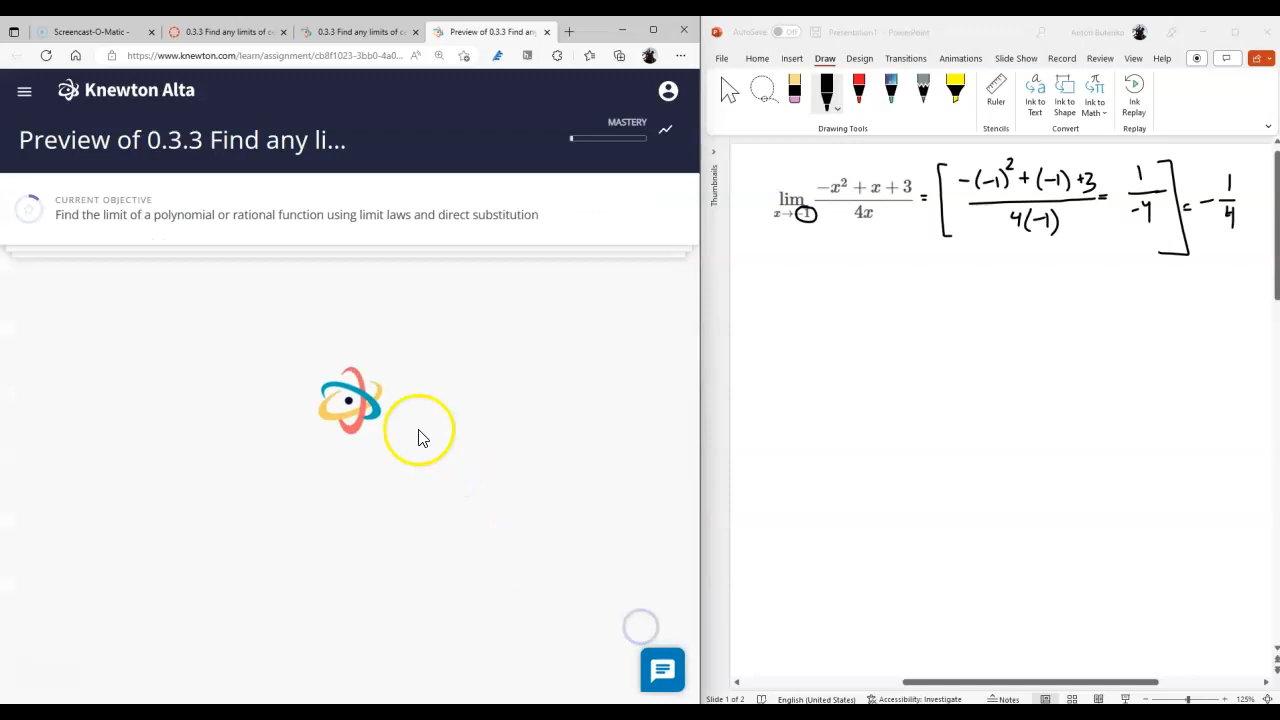 Screencast-O-Matic -
0.3.3 Find any limits of c
0.3.3 Find any limits of c
Preview of 0.3.3 Find any
https://www.knewton.com/learn/assignment/cb8f1023-3bb0-4a0...
Knewton Alta
Preview of 0.3.3 Find any li...
MASTERY
CURRENT OBJECTIVE
Find the limit of a polynomial or rational function using limit laws and direct substitution
AutoSave Off
Presentation1 - PowerPoint
Anton Butenko
File Home Insert Draw Design Transitions Animations Slide Show Record Review View Help
Ruler
Ink to Text
Ink to Shape
Ink to Math
Ink Replay
Drawing Tools
Stencils
Convert
Replay
Thumbnails
lim x→-1 (-x² + x + 3)/(4x) = [ (-(-1)² + (-1) + 3)/(4(-1)) = 1/-4 ] = - 1/4
Slide 1 of 2
English (United States)
Accessibility: Investigate
Notes
125%